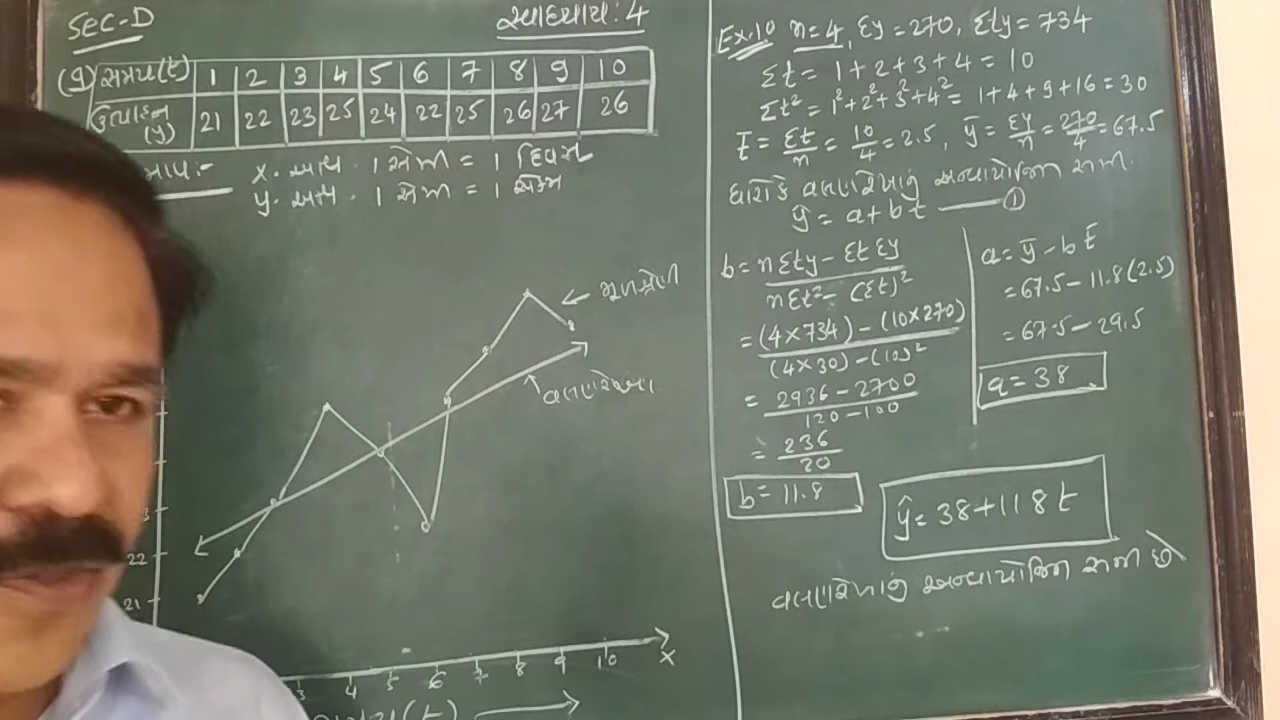 SEC-D
સ્વાધ્યાય: 4
(9) સમય(t) 1 2 3 4 5 6 7 8 9 10
ઉત્પાદન (y) 21 22 23 25 24 22 25 26 27 26
માપ:-
x- અક્ષ - 1 સેમી = 1 દિવસ
y- અક્ષ - 1 સેમી = 1 એકમ
મૂળશ્રેણી
વલણરેખા
3
22
21
3 4 5 6 7 8 9 10 x
(t)
Ex.10 n=4, Σy=270, Σty=734
Σt = 1+2+3+4 = 10
Σt² = 1²+2²+3²+4² = 1+4+9+16=30
t̄ = Σt/n = 10/4 = 2.5, ȳ = Σy/n = 270/4 = 67.5
ધારો કે વલણરેખાનું અન્વાયોજિત સમી.
ŷ = a+bt —— ①
b = nΣty - ΣtΣy / nΣt² - (Σt)²
= (4×734) - (10×270) / (4×30) - (10)²
= 2936 - 2700 / 120 - 100
= 236 / 20
b = 11.8
a = ȳ - b t̄
= 67.5 - 11.8 (2.5)
= 67.5 - 29.5
a = 38
ŷ = 38+11.8 t
વલણરેખાનું અન્વાયોજિત સમી છે